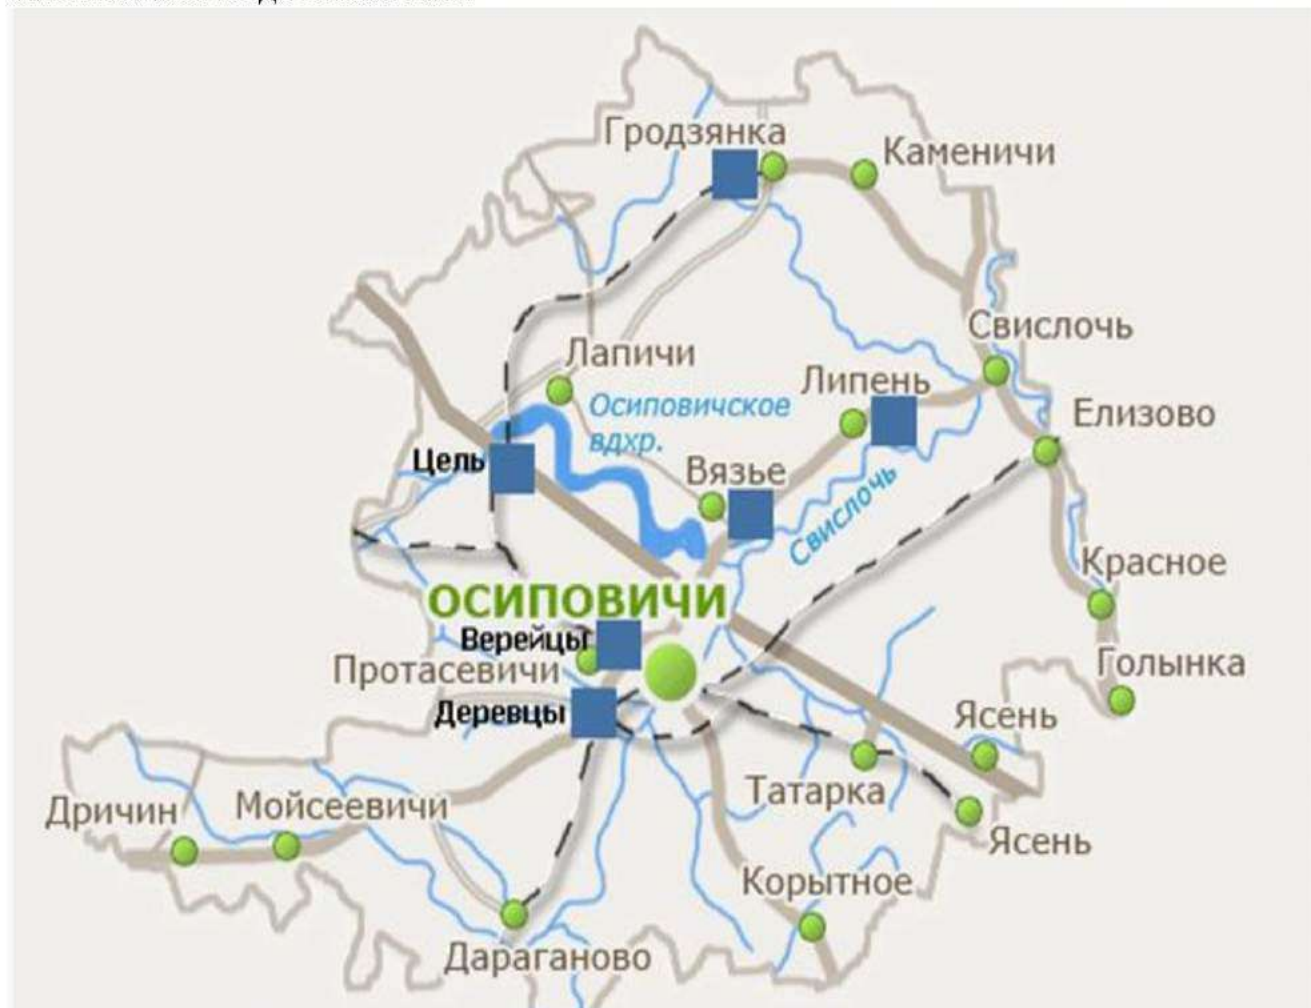 Гродзянка
Каменичи
Свислочь
Лапичи
Липень
Осиповичское
вдхр.
Елизово
Цель
Вязье
Свислочь
Красное
ОСИПОВИЧИ
Верейцы
Протасевичи
Голынка
Деревцы
Ясень
Татарка
Дричин
Мойсеевичи
Ясень
Корытное
Дараганово